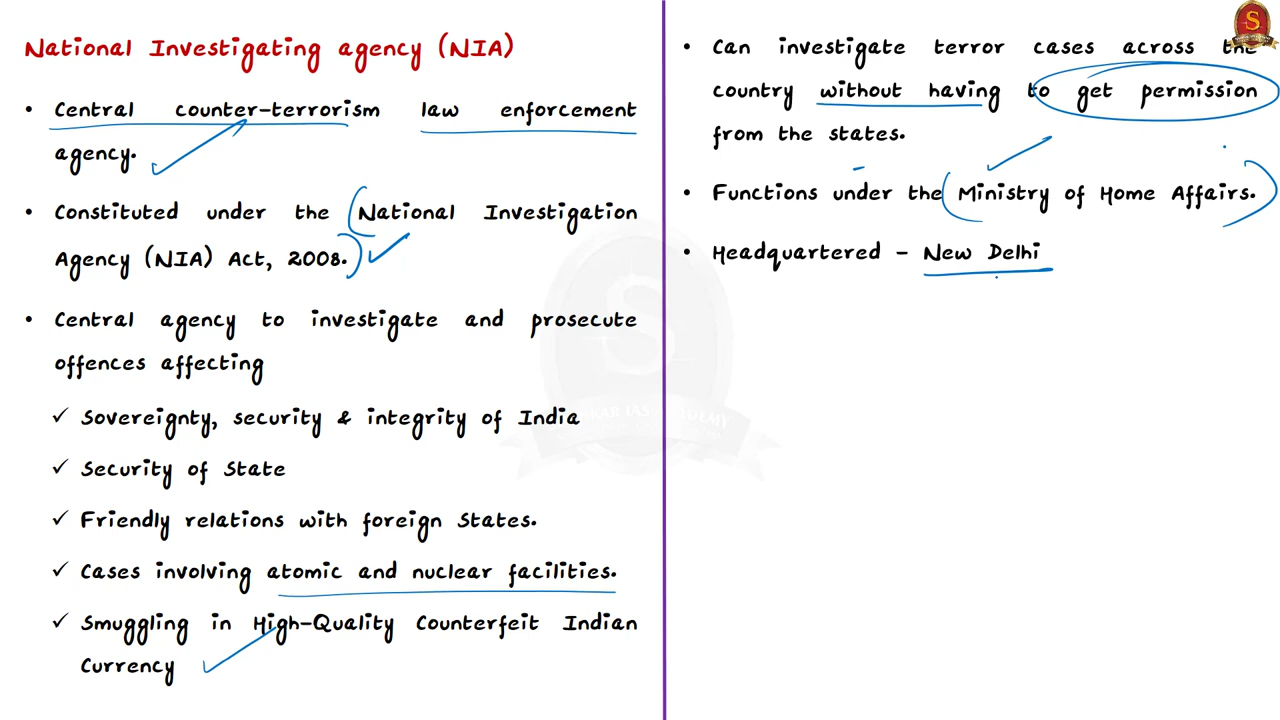 National Investigating agency (NIA)
• Central counter-terrorism law enforcement
agency.
• Constituted under the National Investigation
Agency (NIA) Act, 2008.
• Central agency to investigate and prosecute
offences affecting
✓ Sovereignty, security & integrity of India
✓ Security of State
✓ Friendly relations with foreign States.
✓ Cases involving atomic and nuclear facilities.
✓ Smuggling in High-Quality Counterfeit Indian
Currency
• Can investigate terror cases across the
country without having to get permission
from the states.
• Functions under the Ministry of Home Affairs.
• Headquartered - New Delhi
S